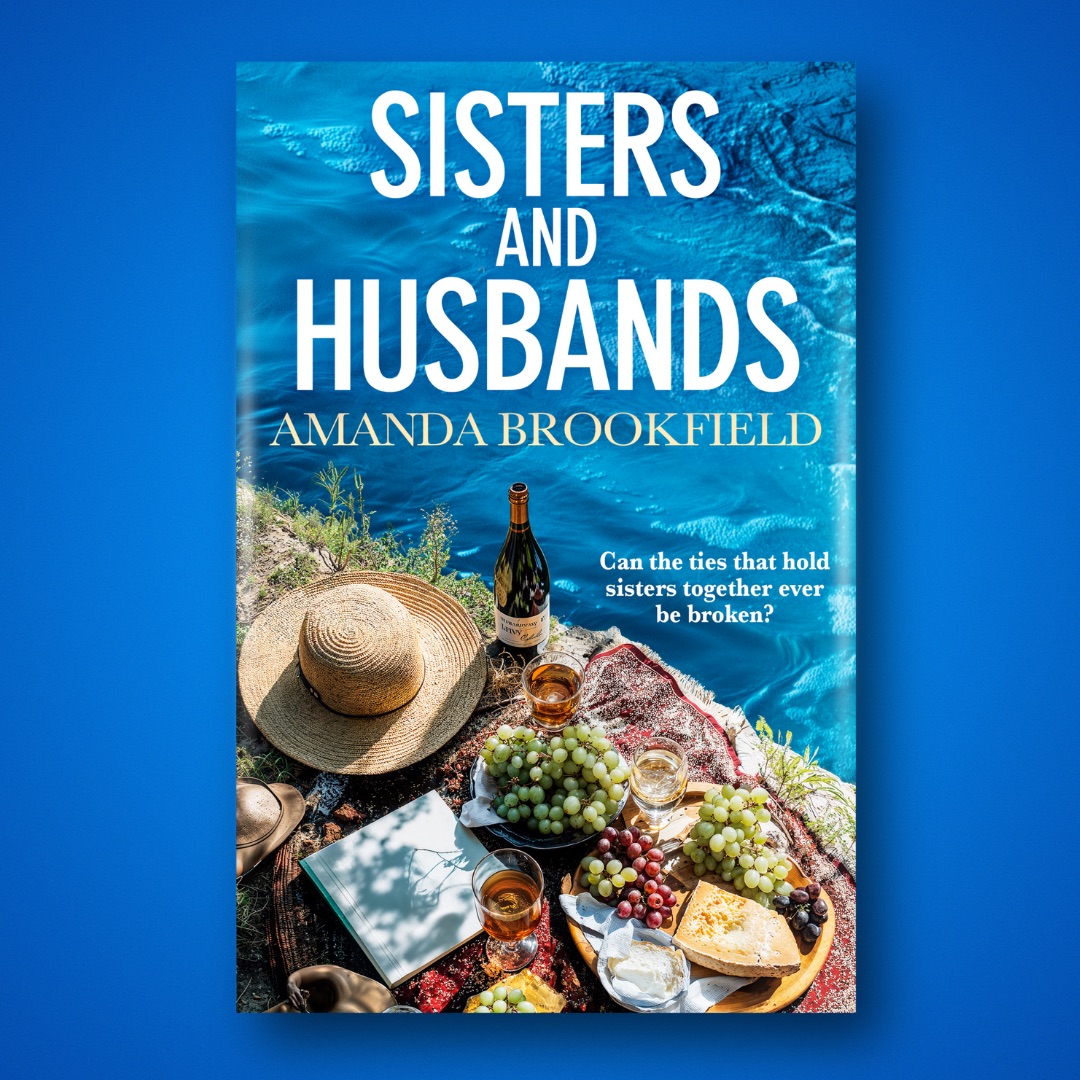 SISTERS
AND
HUSBANDS
AMANDA BROOKFIELD
Can the ties that hold
sisters together ever
be broken?